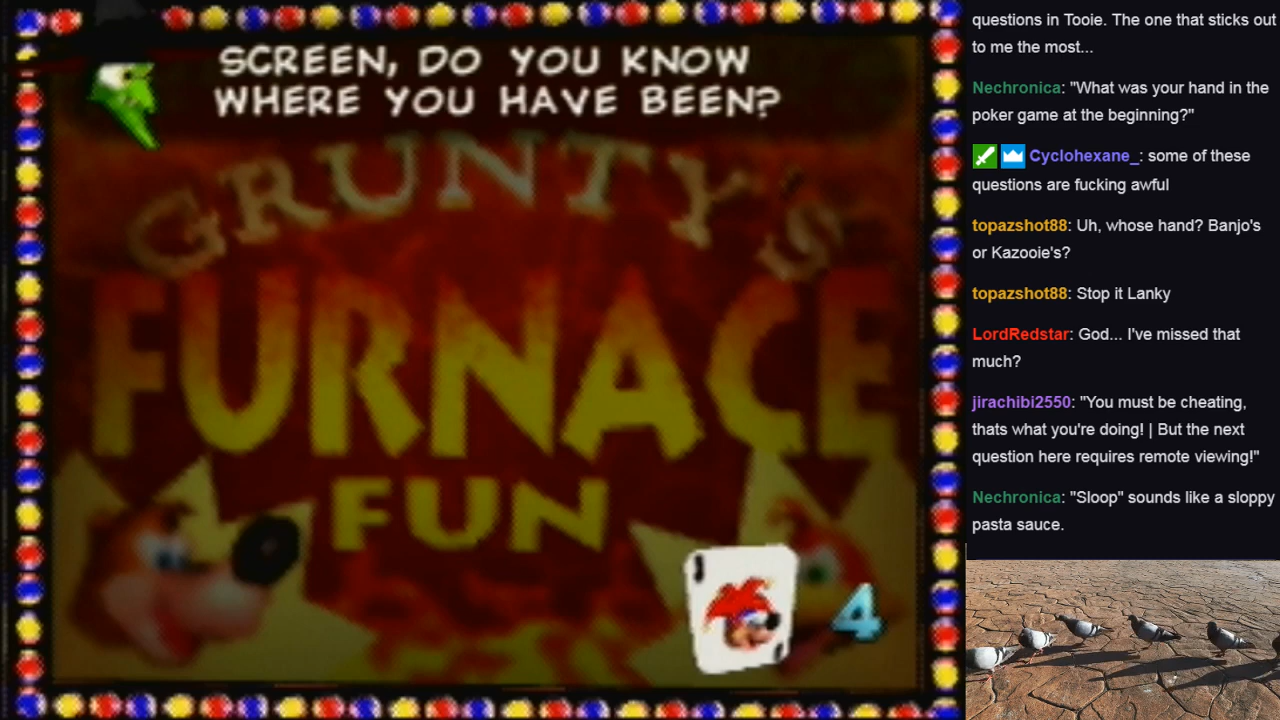 SCREEN, DO YOU KNOW
WHERE YOU HAVE BEEN?
GRUNTY'S
FURNACE
FUN
J
J
4
questions in Tooie. The one that sticks out
to me the most...
Nechronica: "What was your hand in the
poker game at the beginning?"
Cyclohexane_: some of these
questions are fucking awful
topazshot88: Uh, whose hand? Banjo's
or Kazooie's?
topazshot88: Stop it Lanky
LordRedstar: God... I've missed that
much?
jirachibi2550: "You must be cheating,
thats what you're doing! | But the next
question here requires remote viewing!"
Nechronica: "Sloop" sounds like a sloppy
pasta sauce.